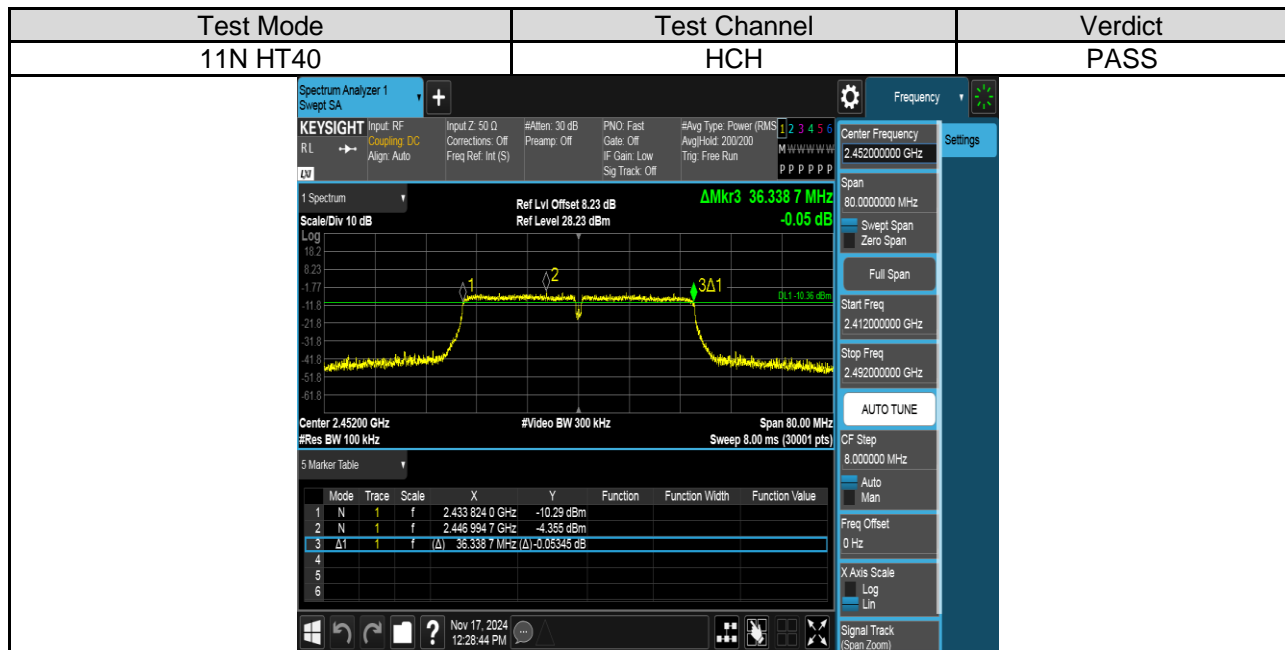 Test Mode Test Channel Verdict
11N HT40 HCH PASS
Spectrum Analyzer 1
Swept SA
+
Frequency
KEYSIGHT Input: RF Input Z: 50 Ω #Atten: 30 dB PNO: Fast #Avg Type: Power (RMS 1 2 3 4 5 6
RL Coupling: DC Corrections: Off Preamp: Off Gate: Off Avg|Hold: 200/200 M W W W W W
Align: Auto Freq Ref: Int (S) IF Gain: Low Trig: Free Run
LXI Sig Track: Off P P P P P P
Center Frequency
2.452000000 GHz
Settings
Span
80.0000000 MHz
Swept Span
Zero Span
Full Span
Start Freq
2.412000000 GHz
Stop Freq
2.492000000 GHz
AUTO TUNE
CF Step
8.000000 MHz
Auto
Man
Freq Offset
0 Hz
X Axis Scale
Log
Lin
Signal Track
(Span Zoom)
1 Spectrum Ref Lvl Offset 8.23 dB ΔMkr3 36.338 7 MHz
Scale/Div 10 dB Ref Level 28.23 dBm -0.05 dB
Log
18.2
8.23
-1.77
-11.8
-21.8
-31.8
-41.8
-51.8
-61.8
1
2
3Δ1
DL1 -10.36 dBm
Center 2.45200 GHz #Video BW 300 kHz Span 80.00 MHz
#Res BW 100 kHz Sweep 8.00 ms (30001 pts)
5 Marker Table
Mode Trace Scale X Y Function Function Width Function Value
1 N 1 f 2.433 824 0 GHz -10.29 dBm
2 N 1 f 2.446 994 7 GHz -4.355 dBm
3 Δ1 1 f (Δ) 36.338 7 MHz (Δ) -0.05345 dB
4
5
6
? Nov 17, 2024
12:28:44 PM